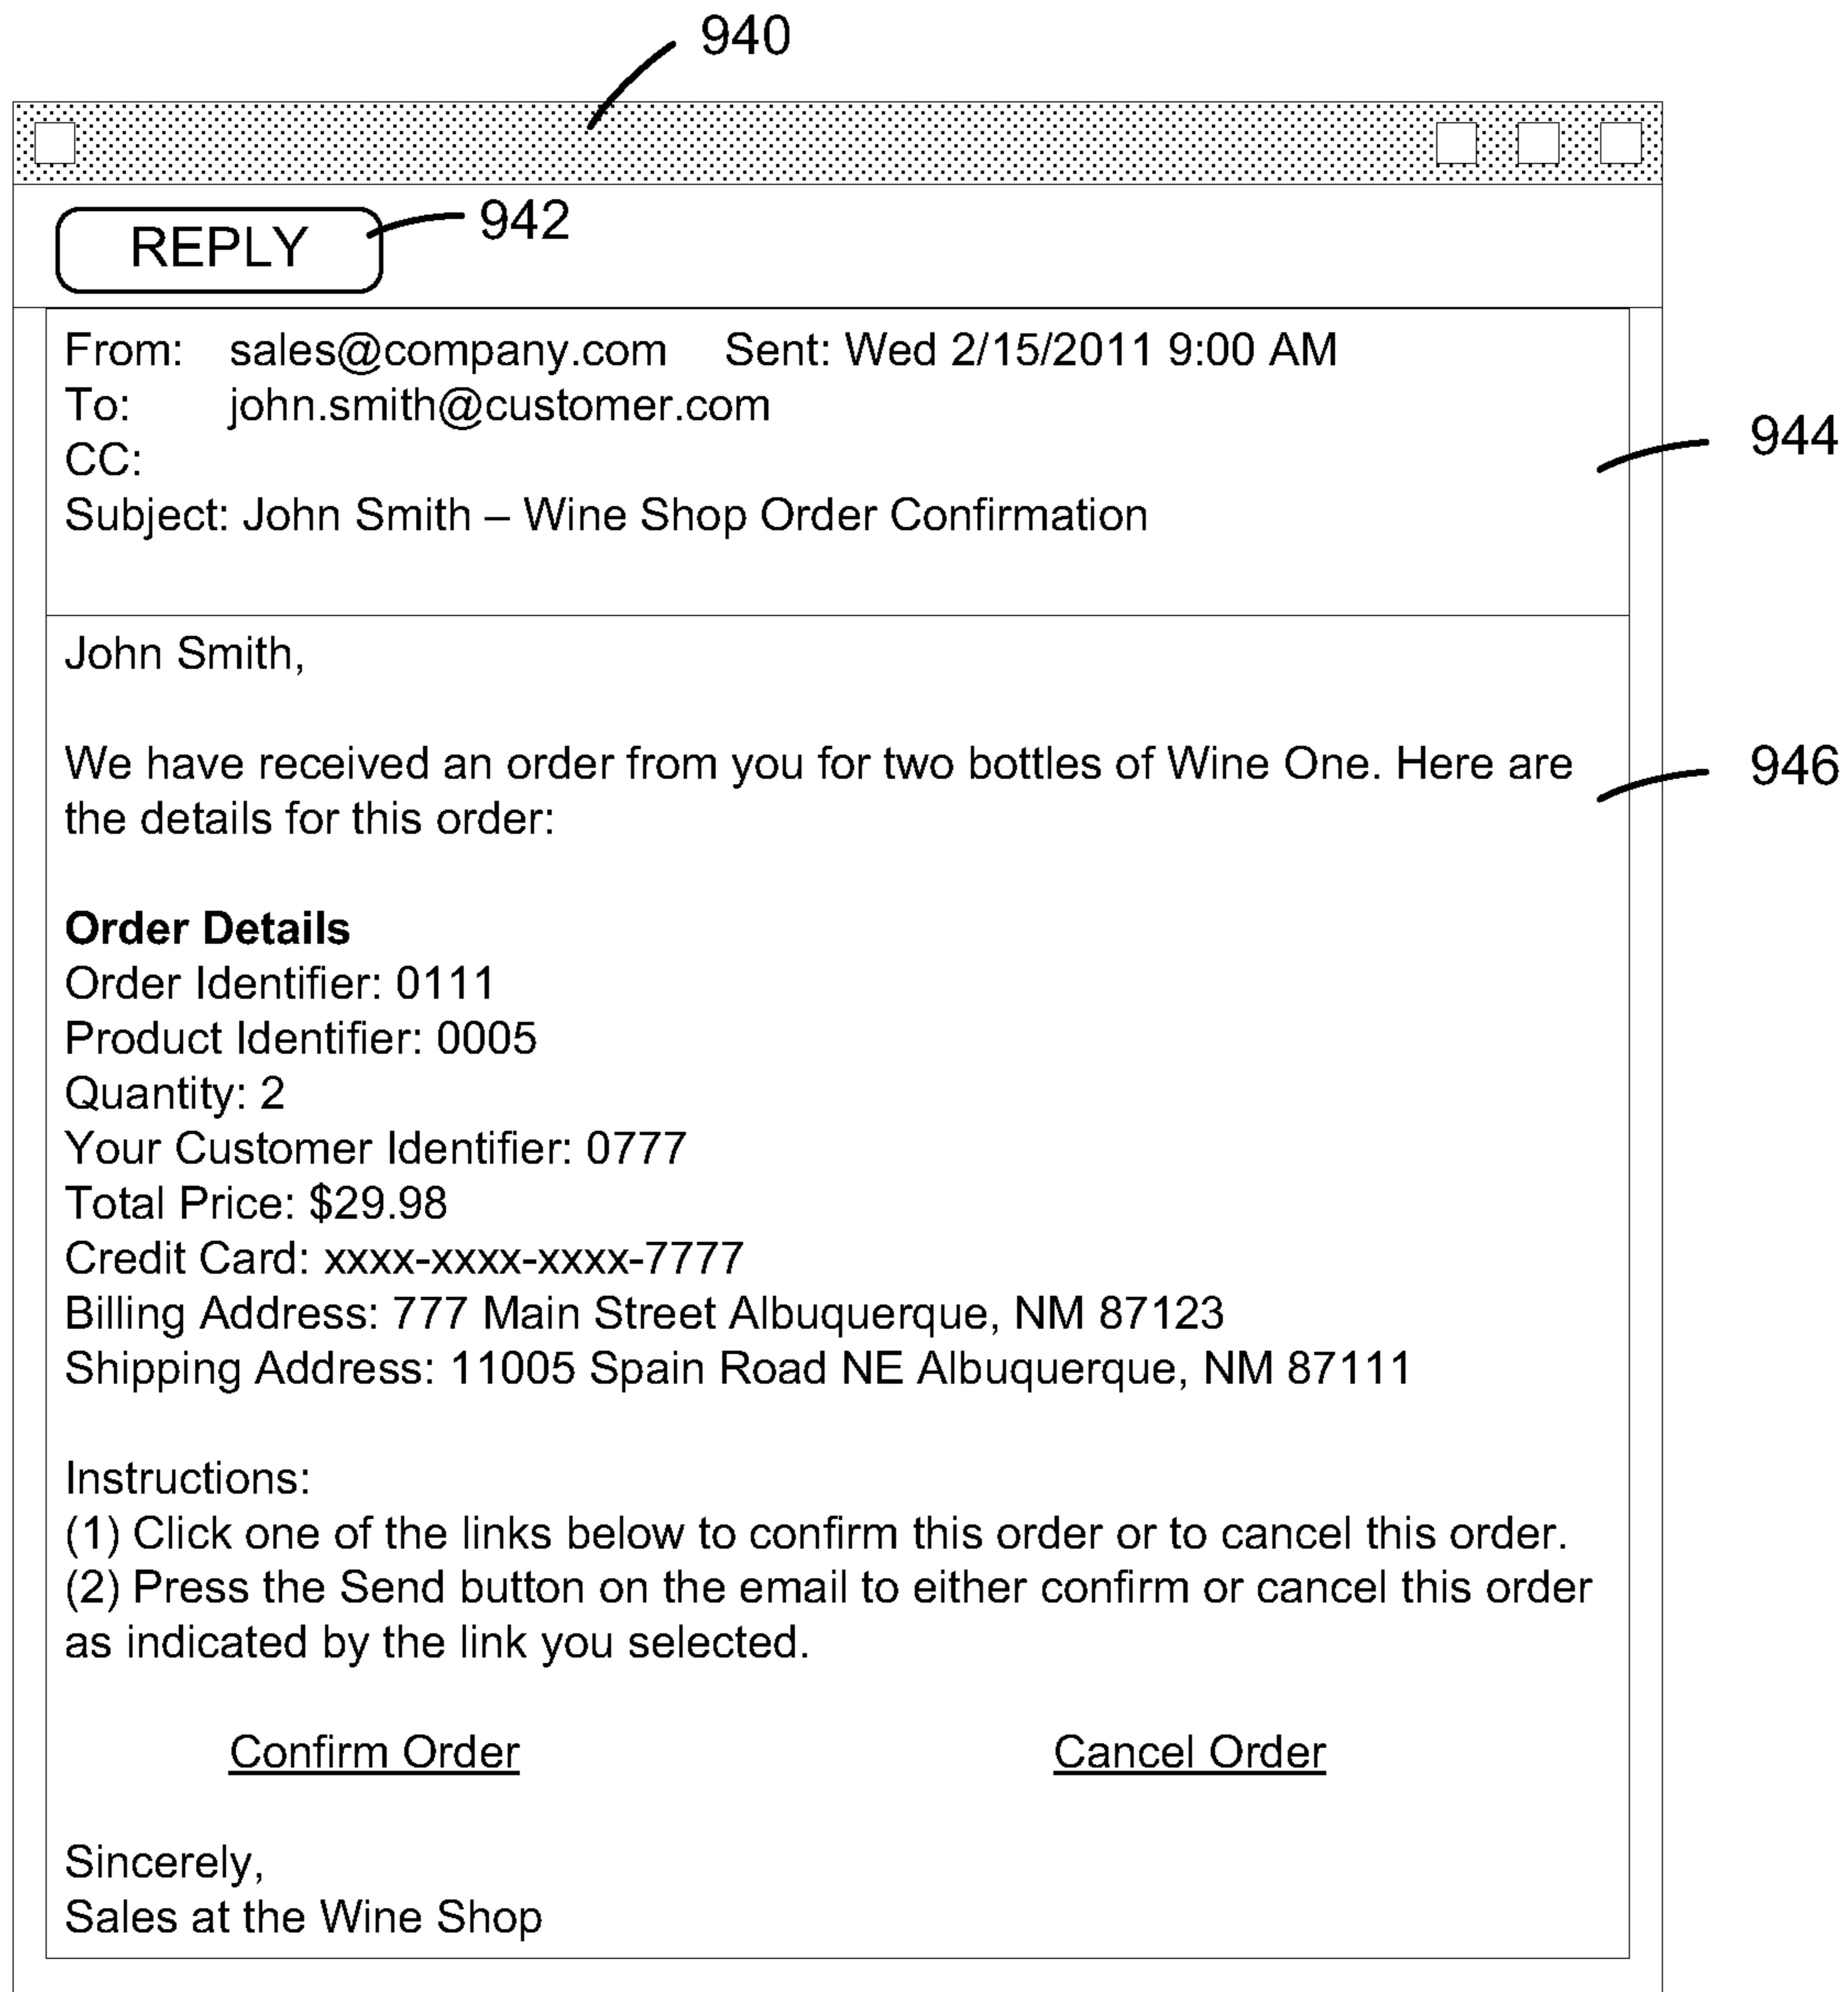 940
REPLY
942
From: sales@company.com Sent: Wed 2/15/2011 9:00 AM
To: john.smith@customer.com
CC:
944
Subject: John Smith – Wine Shop Order Confirmation
John Smith,
We have received an order from you for two bottles of Wine One. Here are
946
the details for this order:
Order Details
Order Identifier: 0111
Product Identifier: 0005
Quantity: 2
Your Customer Identifier: 0777
Total Price: $29.98
Credit Card: xxxx-xxxx-xxxx-7777
Billing Address: 777 Main Street Albuquerque, NM 87123
Shipping Address: 11005 Spain Road NE Albuquerque, NM 87111
Instructions:
(1) Click one of the links below to confirm this order or to cancel this order.
(2) Press the Send button on the email to either confirm or cancel this order
as indicated by the link you selected.
Confirm Order
Cancel Order
Sincerely,
Sales at the Wine Shop